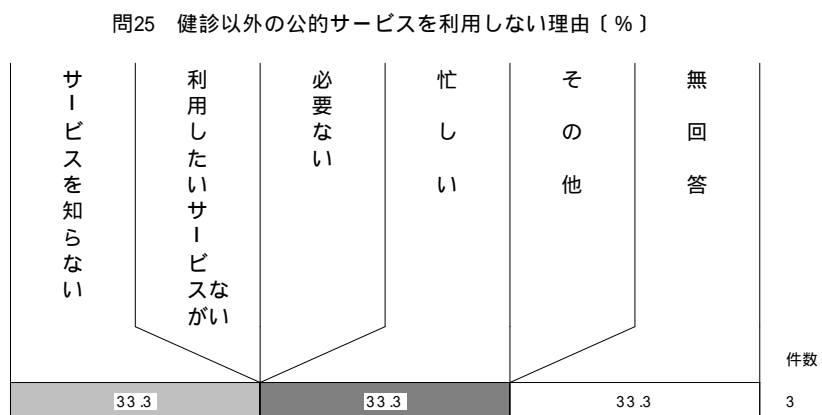 問25　健診以外の公的サービスを利用しない理由〔％〕
サービスを知らない
利用したいサービスが
ない
必要ない
忙しい
その他
無回答
件数
33.3
33.3
33.3
3